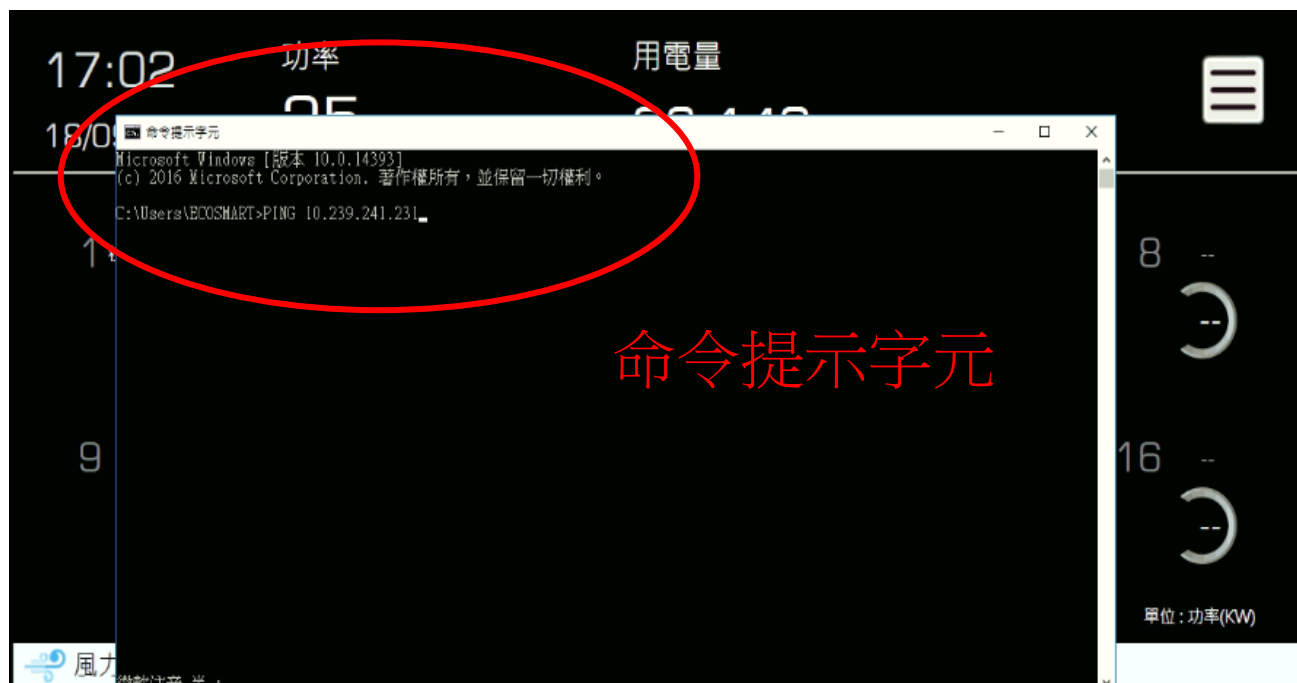 17:02
功率
用電量
命令提示字元
Microsoft Windows [版本 10.0.14393]
(c) 2016 Microsoft Corporation. 著作權所有，並保留一切權利。
C:\Users\ECOSMART>PING 10.239.241.231
1
8 --
--
命令提示字元
9
16 --
--
單位 : 功率(KW)